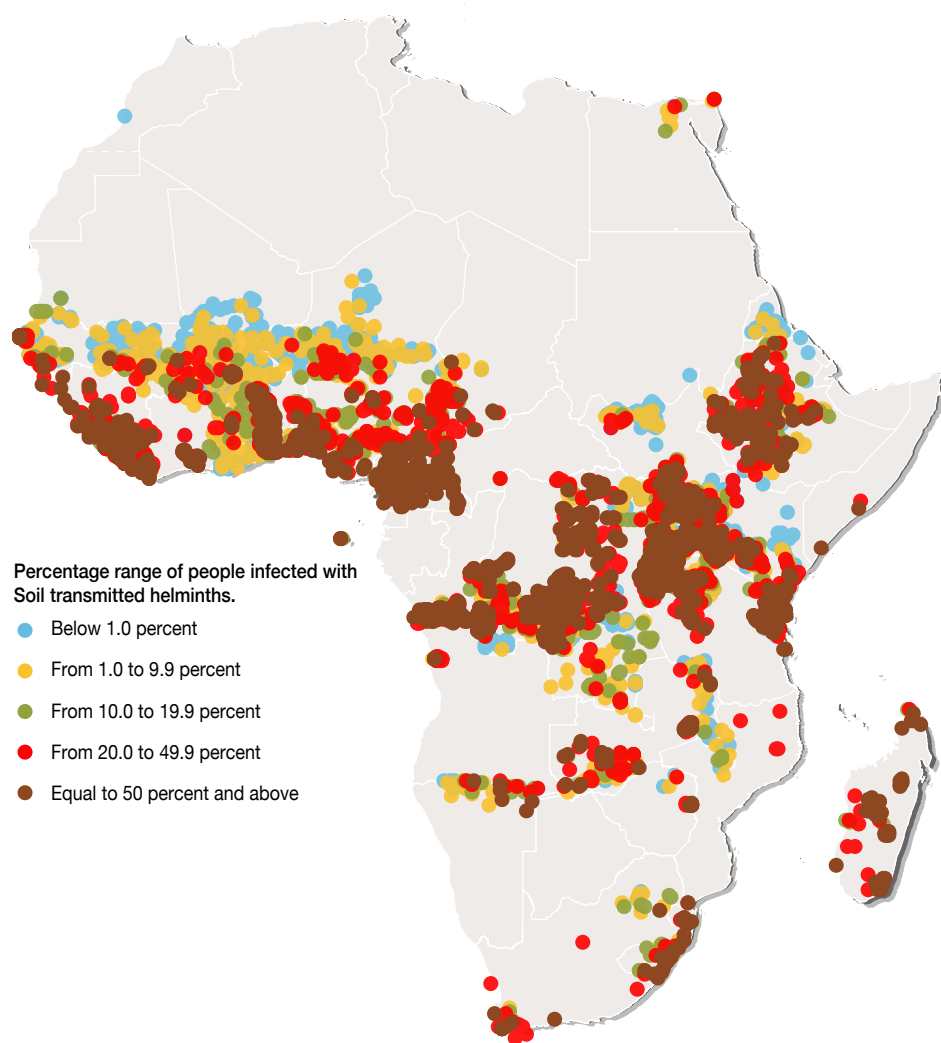 Percentage range of people infected with
Soil transmitted helminths.
Below 1.0 percent
From 1.0 to 9.9 percent
From 10.0 to 19.9 percent
From 20.0 to 49.9 percent
Equal to 50 percent and above